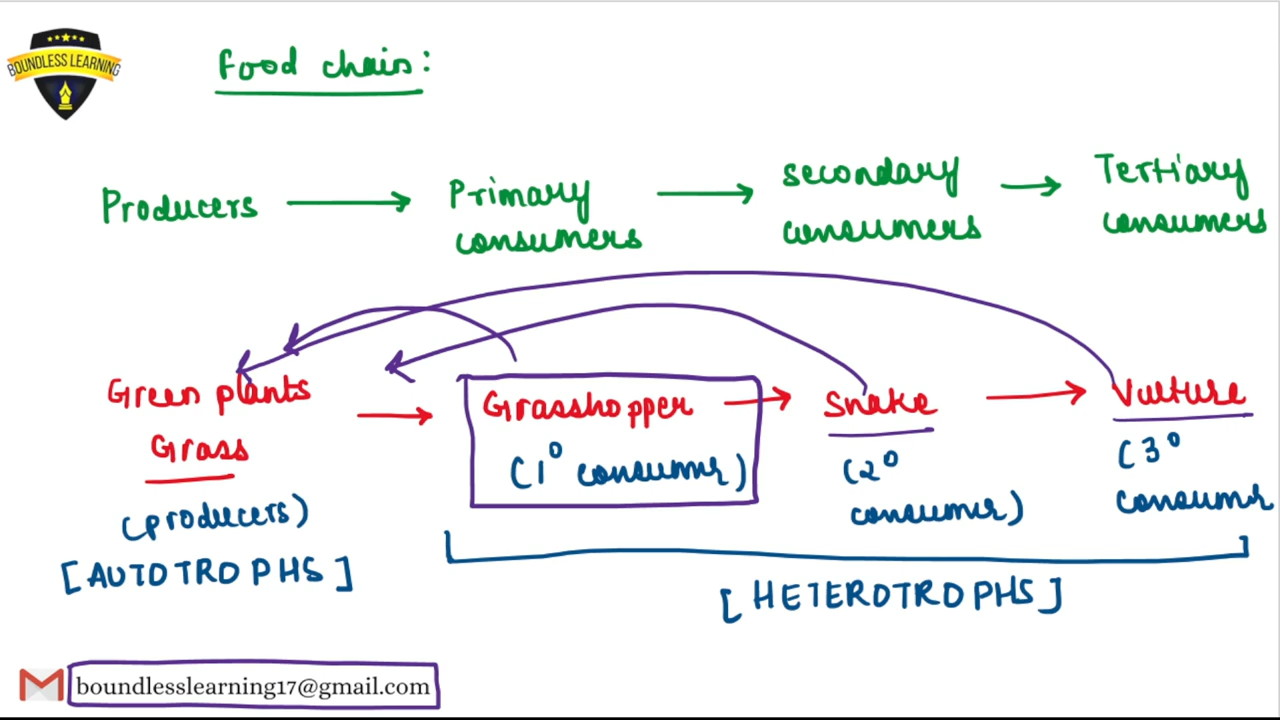 BOUNDLESS LEARNING
Food chain:
Producers → Primary consumers → secondary consumers → Tertiary consumers
Green plants
Grass
(producers)
[AUTOTROPHS]
→ Grasshopper
(1° consumer)
→ Snake
(2°
consumer)
→ Vulture
(3°
consumer
[HETEROTROPHS]
boundlesslearning17@gmail.com